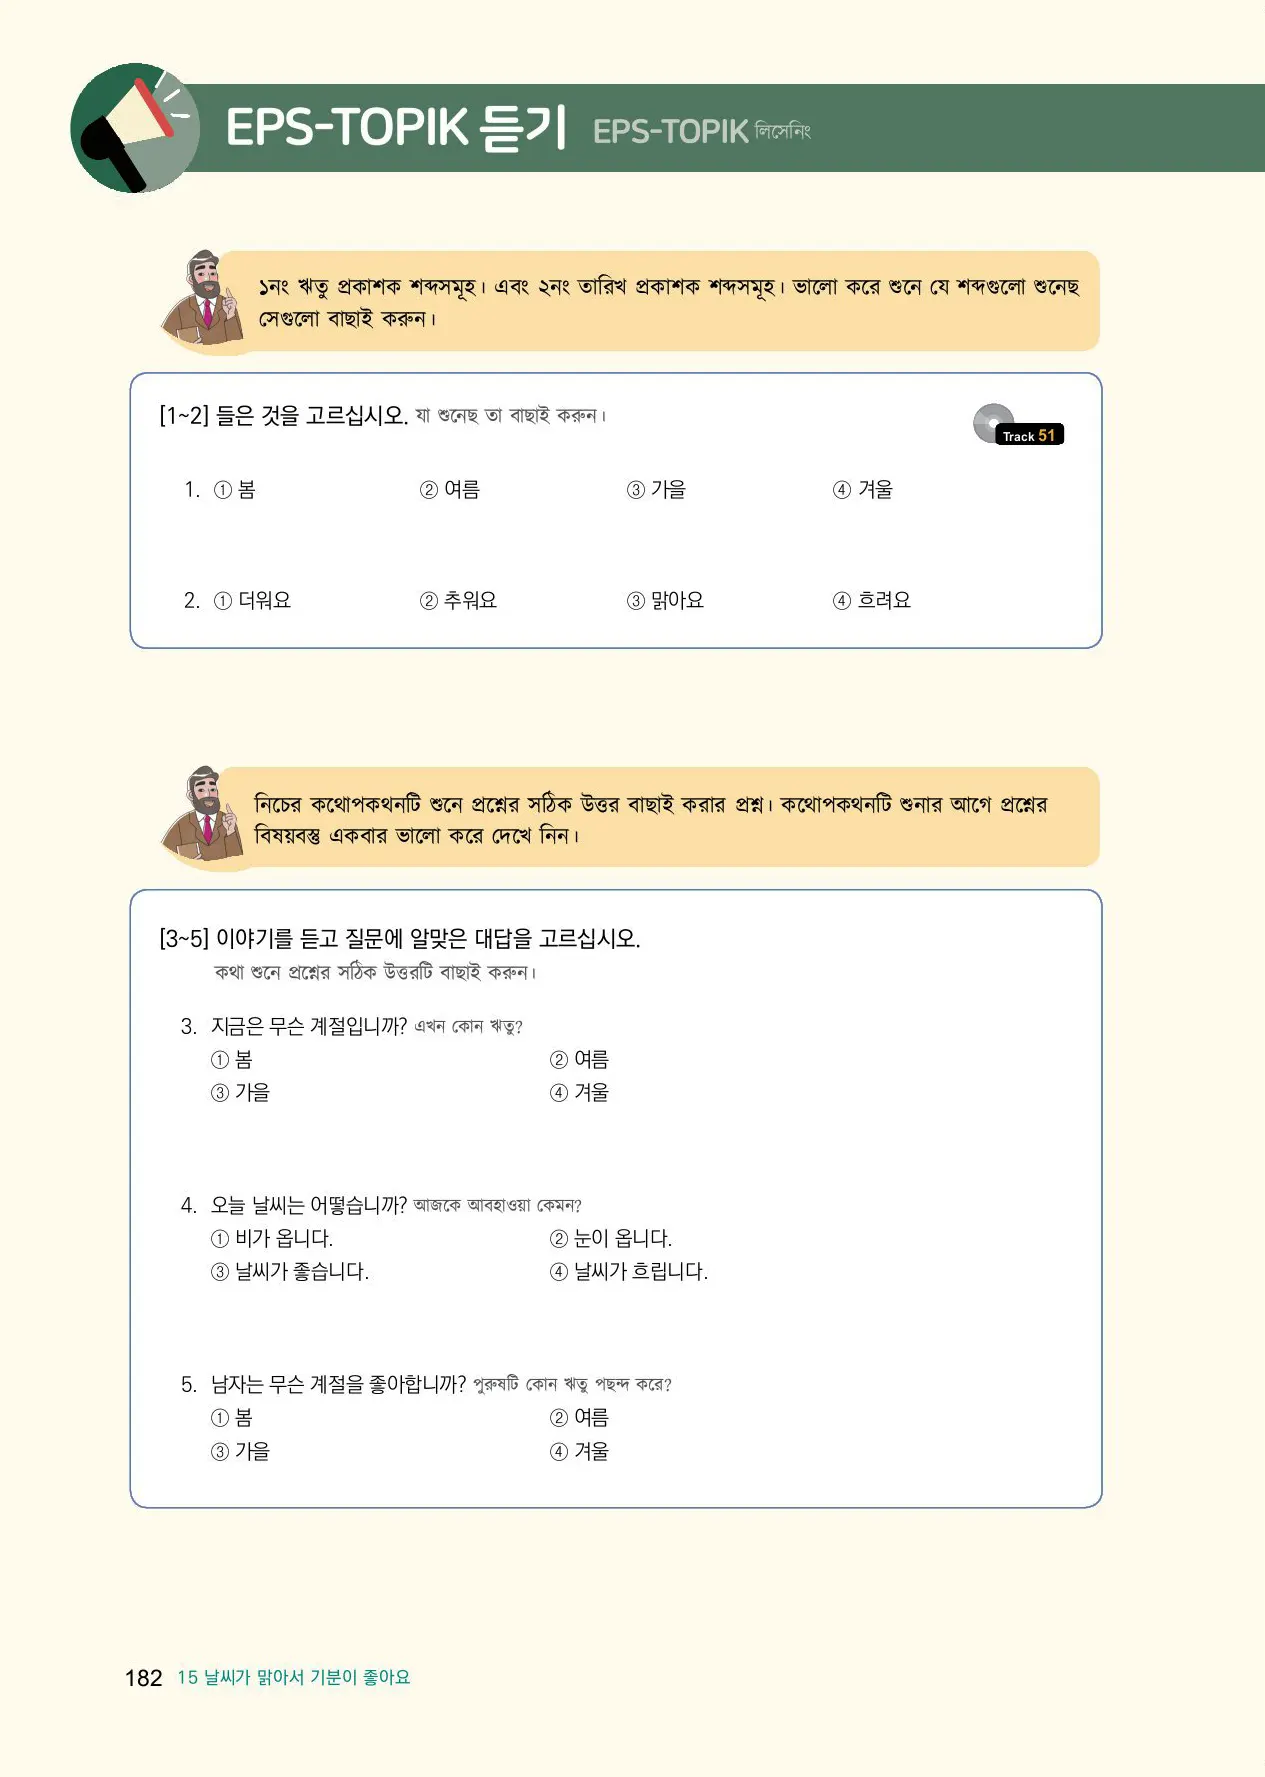 EPS-TOPIK 듣기 EPS-TOPIK লিসেনিং
১নং ঋতু প্রকাশক শব্দসমূহ। এবং ২নং তারিখ প্রকাশক শব্দসমূহ। ভালো করে শুনে যে শব্দগুলো শুনেছ
সেগুলো বাছাই করুন।
[1~2] 들은 것을 고르십시오. যা শুনেছ তা বাছাই করুন।
Track 51
1. ① 봄 ② 여름 ③ 가을 ④ 겨울
2. ① 더워요 ② 추워요 ③ 맑아요 ④ 흐려요
নিচের কথোপকথনটি শুনে প্রশ্নের সঠিক উত্তর বাছাই করার প্রশ্ন। কথোপকথনটি শুনার আগে প্রশ্নের
বিষয়বস্তু একবার ভালো করে দেখে নিন।
[3~5] 이야기를 듣고 질문에 알맞은 대답을 고르십시오.
কথা শুনে প্রশ্নের সঠিক উত্তরটি বাছাই করুন।
3. 지금은 무슨 계절입니까? এখন কোন ঋতু?
① 봄 ② 여름
③ 가을 ④ 겨울
4. 오늘 날씨는 어떻습니까? আজকে আবহাওয়া কেমন?
① 비가 옵니다. ② 눈이 옵니다.
③ 날씨가 좋습니다. ④ 날씨가 흐립니다.
5. 남자는 무슨 계절을 좋아합니까? পুরুষটি কোন ঋতু পছন্দ করে?
① 봄 ② 여름
③ 가을 ④ 겨울
182 15 날씨가 맑아서 기분이 좋아요